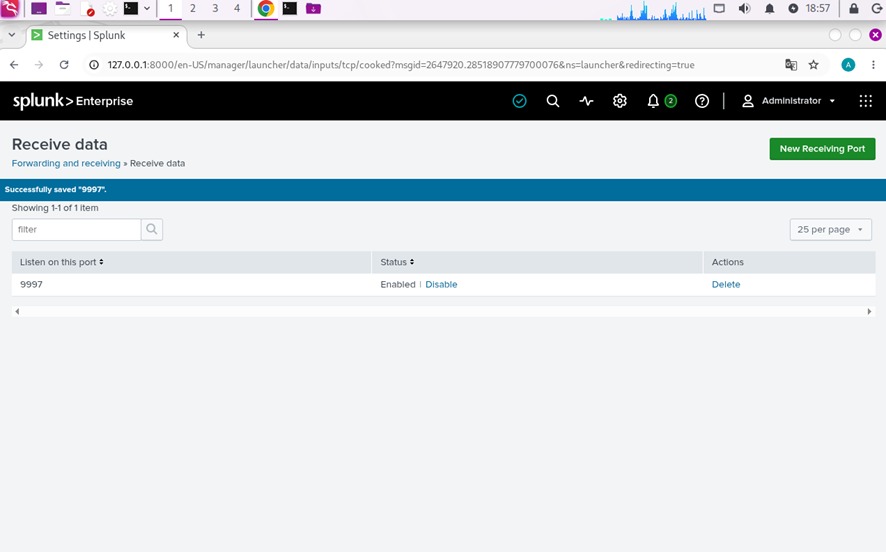 1 2 3 4 18:57
Settings | Splunk
127.0.0.1:8000/en-US/manager/launcher/data/inputs/tcp/cooked?msgid=2647920.28518907779700076&ns=launcher&redirecting=true A
splunk> Enterprise 2 Administrator
Receive data
New Receiving Port
Forwarding and receiving » Receive data
Successfully saved "9997".
Showing 1-1 of 1 item
filter 25 per page
Listen on this port Status Actions
9997 Enabled | Disable Delete